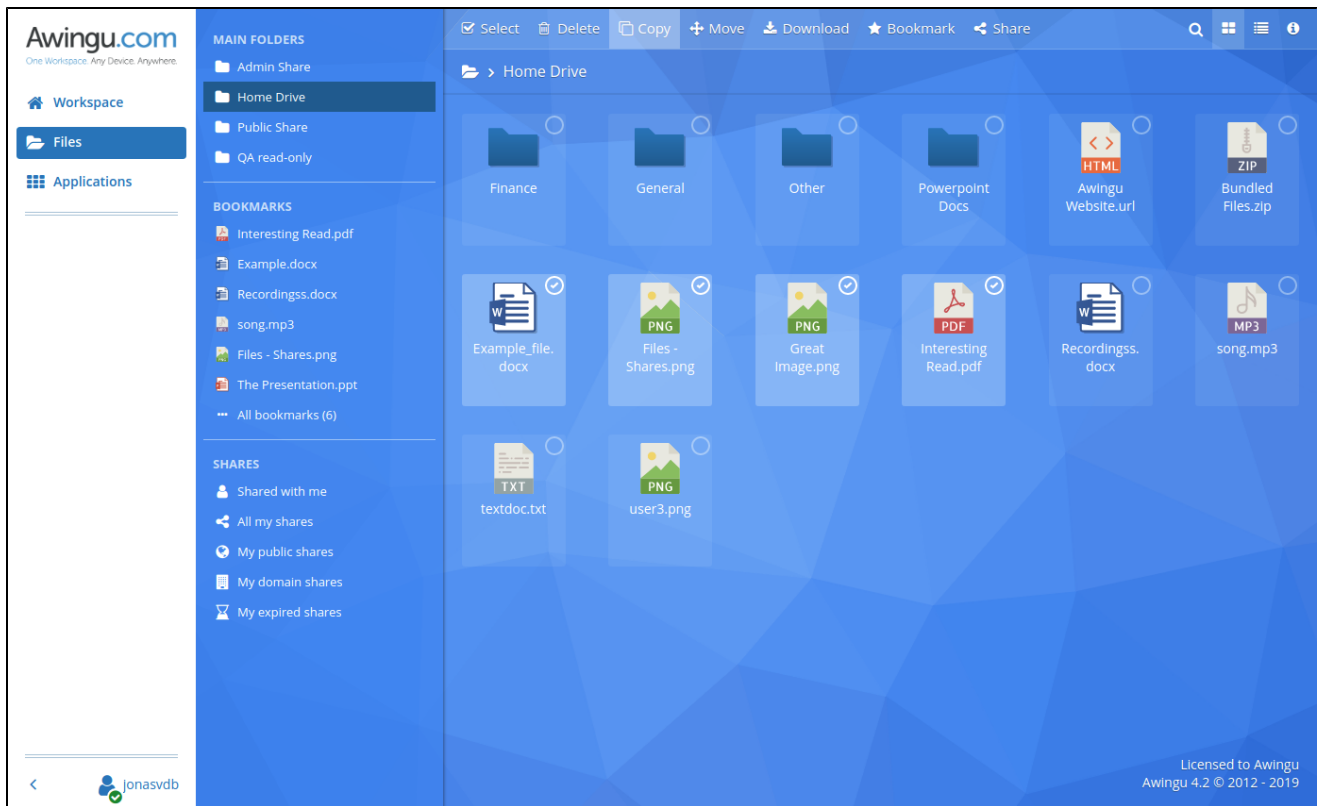 Awingu.com
One Workspace. Any Device. Anywhere.
Workspace
Files
Applications
jonasvdb
MAIN FOLDERS
Admin Share
Home Drive
Public Share
QA read-only
BOOKMARKS
Interesting Read.pdf
Example.docx
Recordingss.docx
song.mp3
Files - Shares.png
The Presentation.ppt
All bookmarks (6)
SHARES
Shared with me
All my shares
My public shares
My domain shares
My expired shares
Select Delete Copy Move Download Bookmark Share
> Home Drive
HTML ZIP
Finance General Other Powerpoint Awingu Bundled
Docs Website.url Files.zip
W PNG PNG PDF W MP3
Example_file. Files - Great Interesting Recordingss. song.mp3
docx Shares.png Image.png Read.pdf docx
TXT PNG
textdoc.txt user3.png
Licensed to Awingu
Awingu 4.2 © 2012 - 2019